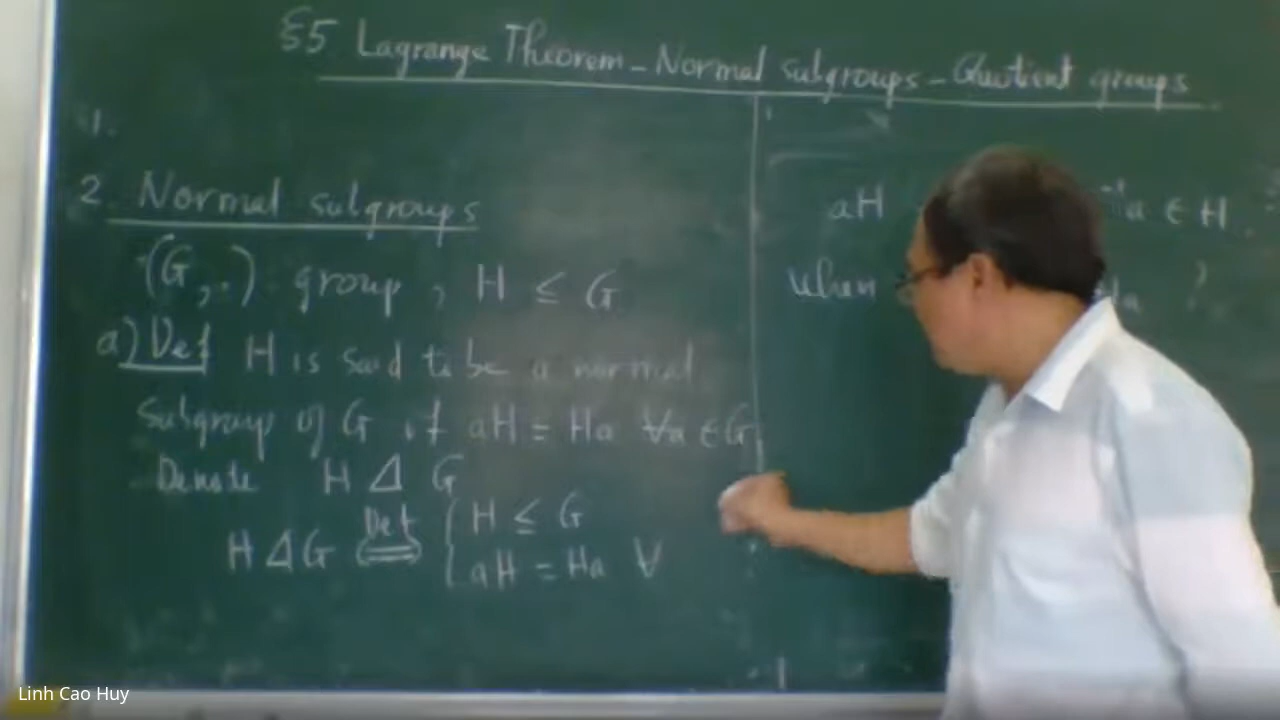 §5 Lagrange Theorem - Normal subgroups - Quotient groups
1.
2. Normal subgroups
(G, .) group, H ≤ G
a) Def H is said to be a normal
Subgroup of G if aH = Ha ∀a ∈ G
Denote H Δ G
H Δ G ⟺ Def { H ≤ G
aH = Ha ∀
aH a ∈ H
when Ha ?
Linh Cao Huy